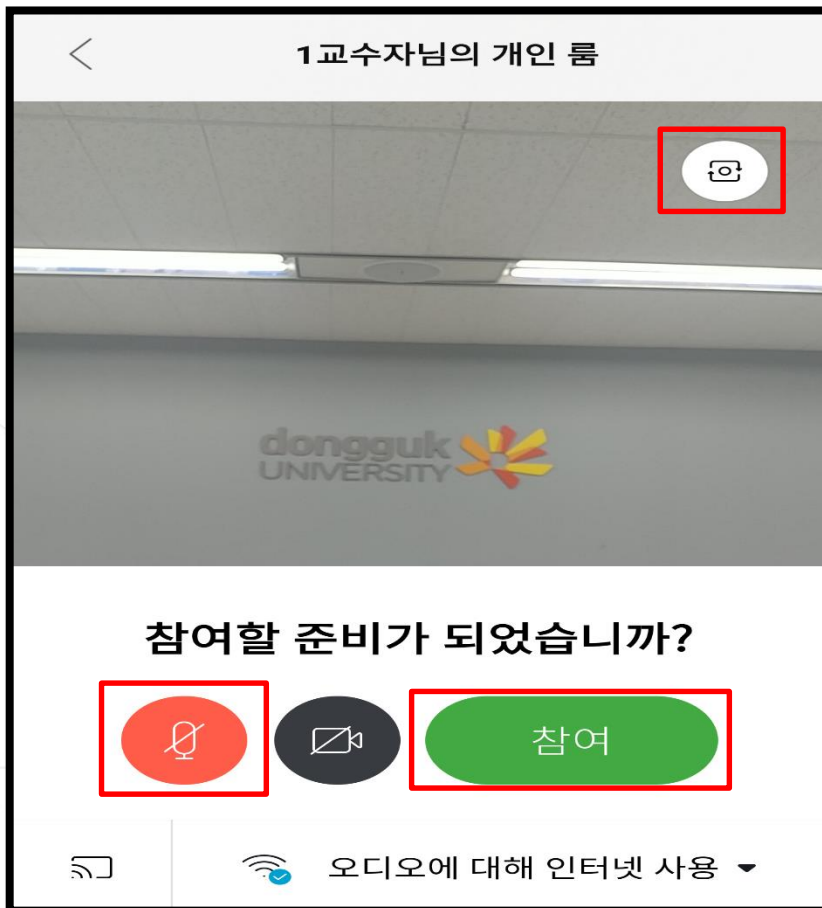 1교수자님의 개인 룸
dongguk
UNIVERSITY
참여할 준비가 되었습니까?
참여
오디오에 대해 인터넷 사용